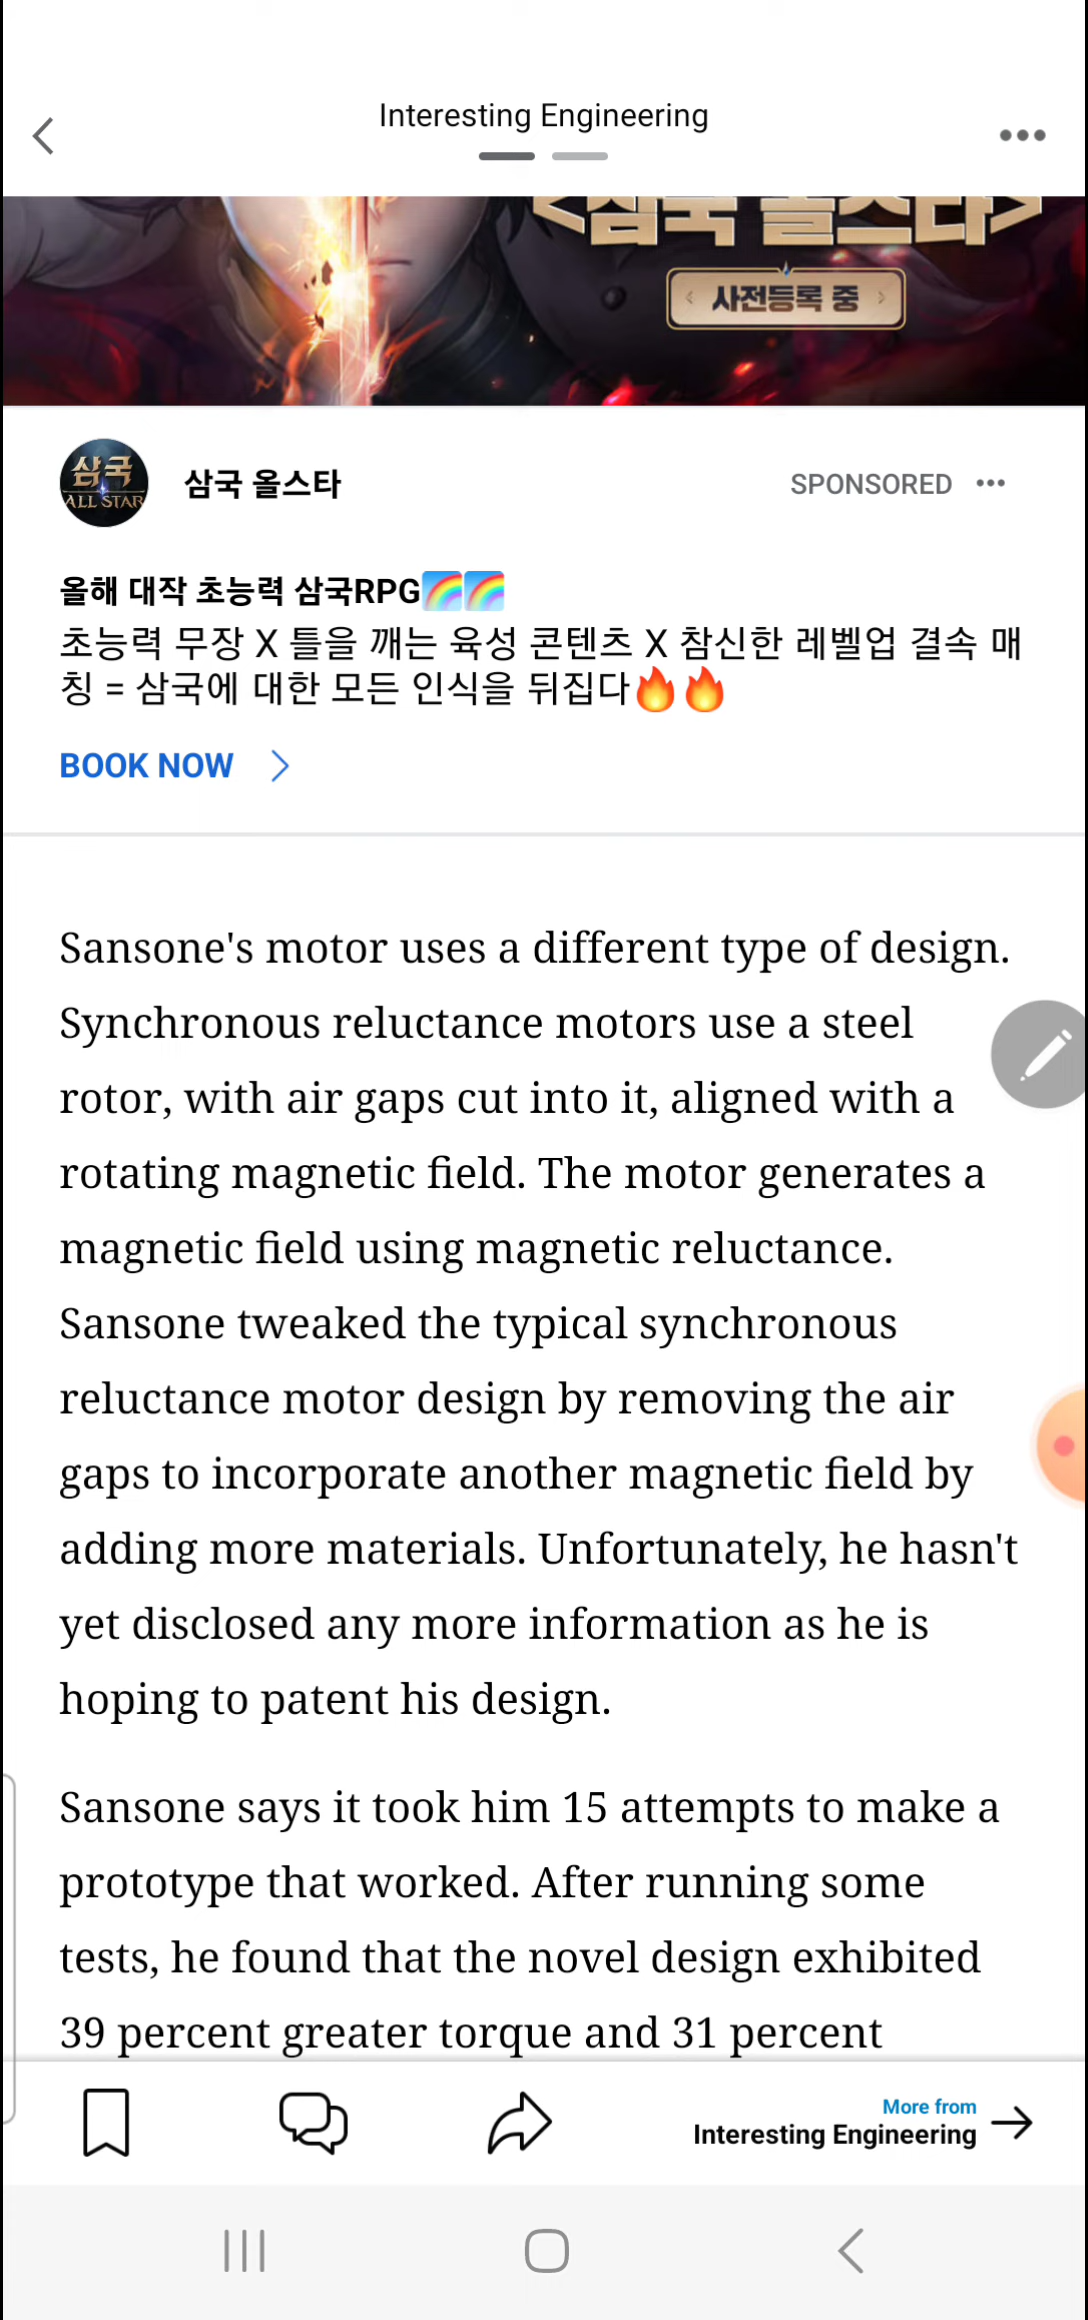 Interesting Engineering
<삼국 올스타>
사전등록 중
삼국
ALL STAR
삼국 올스타
SPONSORED
올해 대작 초능력 삼국RPG🌈🌈
초능력 무장 X 틀을 깨는 육성 콘텐츠 X 참신한 레벨업 결속 매
칭 = 삼국에 대한 모든 인식을 뒤집다🔥🔥
BOOK NOW
Sansone's motor uses a different type of design.
Synchronous reluctance motors use a steel
rotor, with air gaps cut into it, aligned with a
rotating magnetic field. The motor generates a
magnetic field using magnetic reluctance.
Sansone tweaked the typical synchronous
reluctance motor design by removing the air
gaps to incorporate another magnetic field by
adding more materials. Unfortunately, he hasn't
yet disclosed any more information as he is
hoping to patent his design.
Sansone says it took him 15 attempts to make a
prototype that worked. After running some
tests, he found that the novel design exhibited
39 percent greater torque and 31 percent
More from
Interesting Engineering